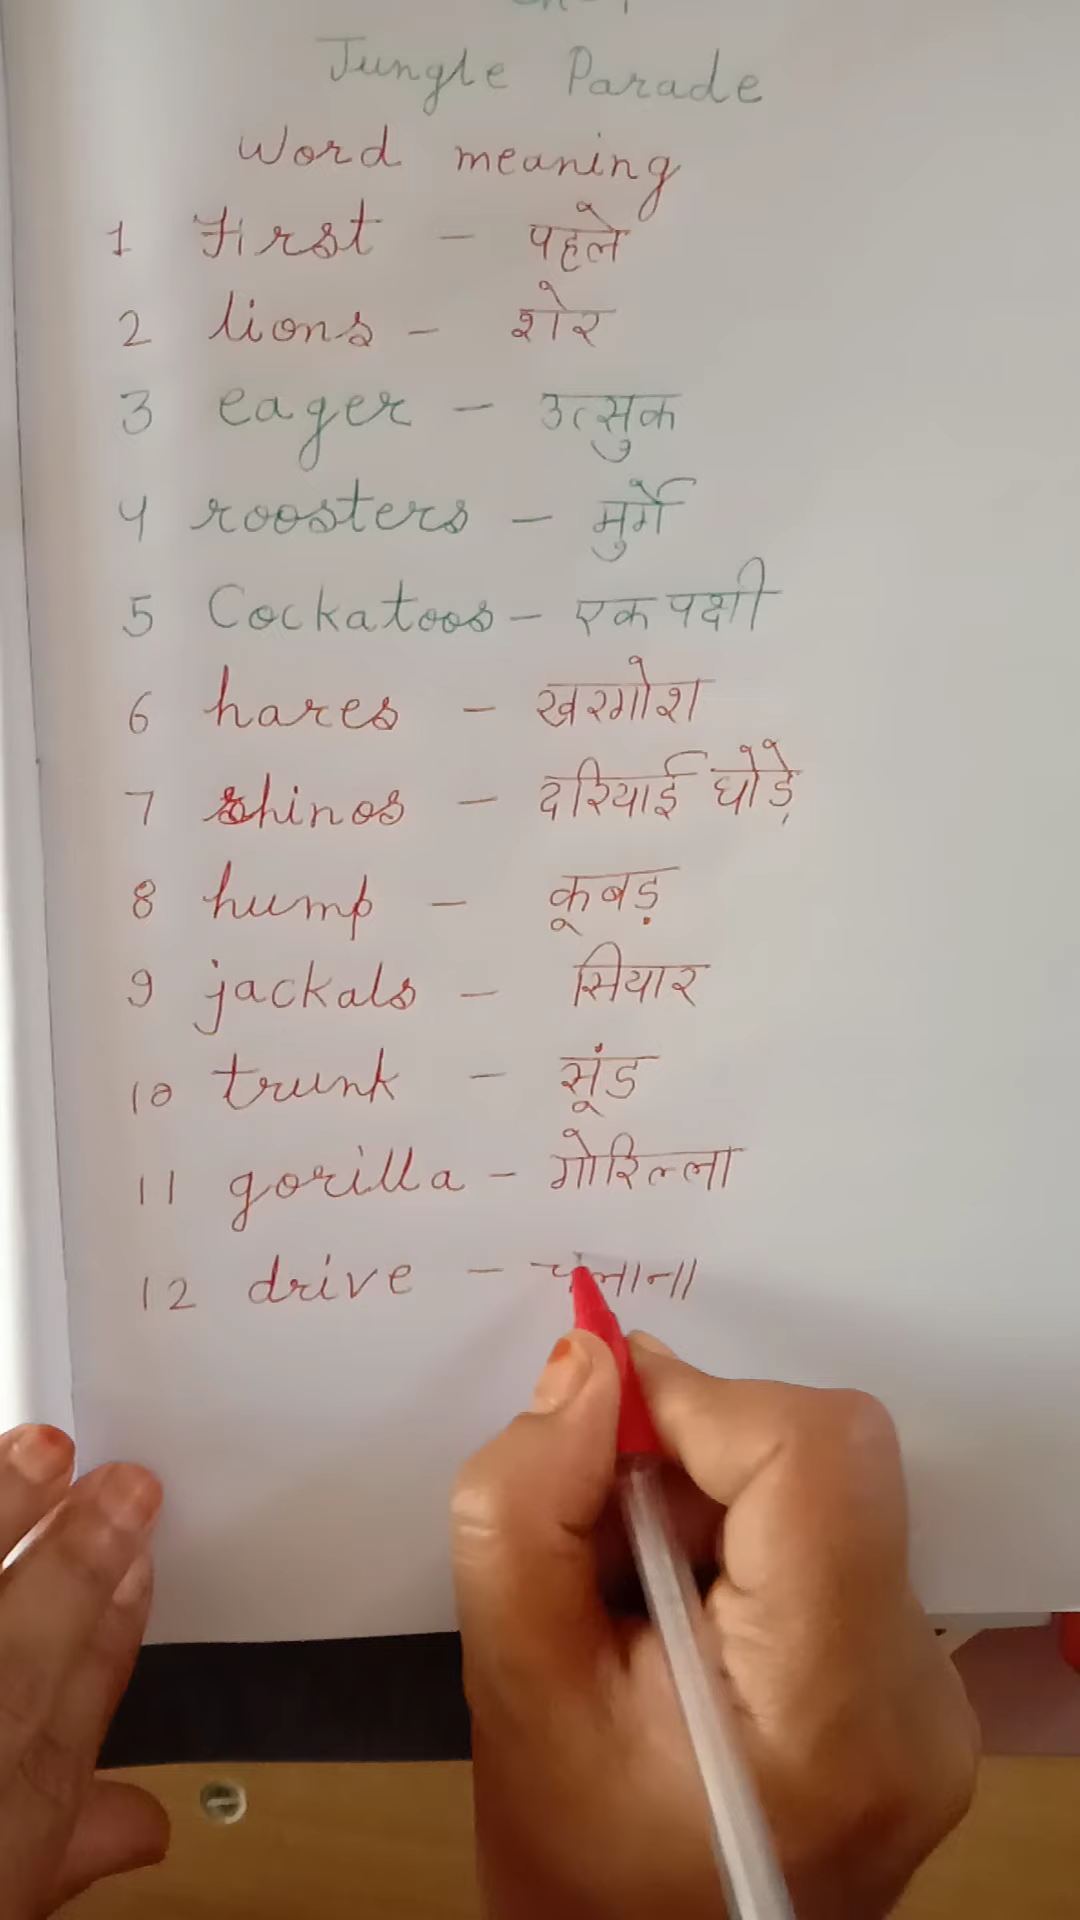 Jungle Parade
Word meaning
1 First - पहले
2 lions - शेर
3 eager - उत्सुक
4 roosters - मुर्गे
5 Cockatoos - एक पक्षी
6 hares - खरगोश
7 rhinos - दरियाई घोड़े
8 hump - कूबड़
9 jackals - सियार
10 trunk - सूंड
11 gorilla - गोरिल्ला
12 drive - चलाना